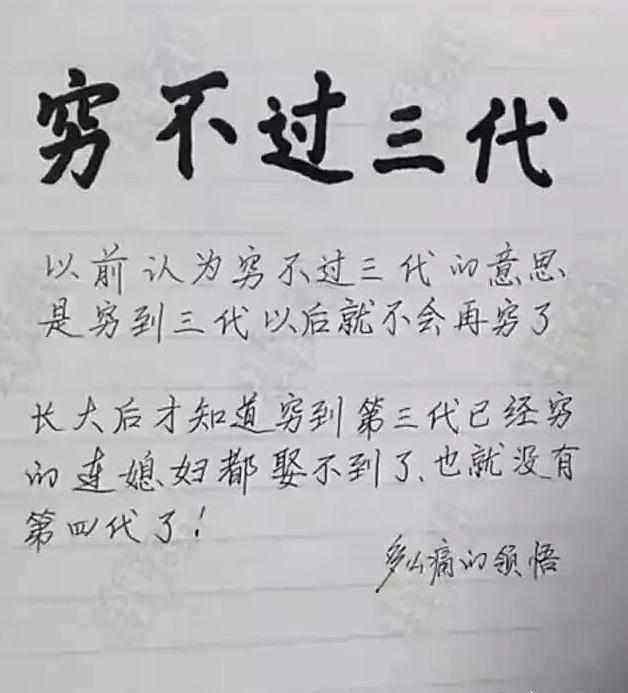 穷不过三代
以前认为穷不过三代的意思
是穷到三代以后就不会再穷了
长大后才知道穷到第三代已经穷
的连媳妇都娶不到了、也就没有
第四代了!
多么痛的领悟